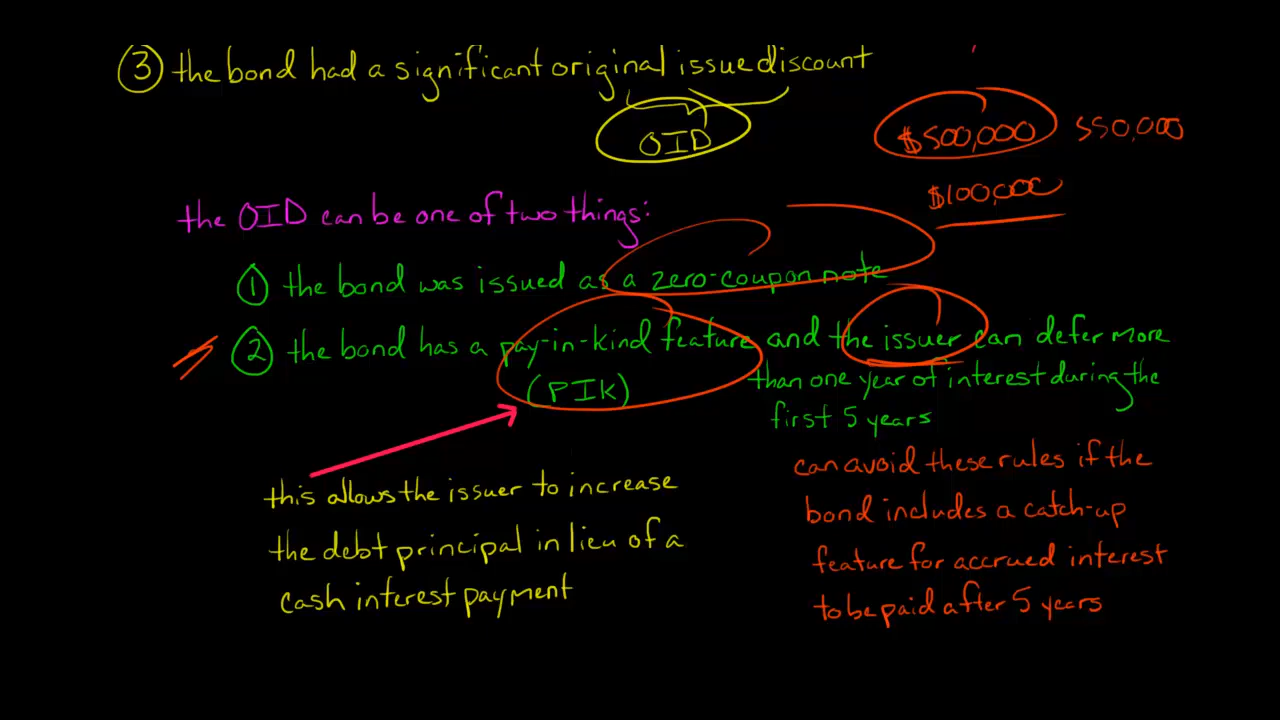 ③ the bond had a significant original issue discount
OID
$500,000 $50,000
$100,000
the OID can be one of two things:
① the bond was issued as a zero-coupon note
② the bond has a pay-in-kind feature and the issuer can defer more
(PIK)
than one year of interest during the
first 5 years
this allows the issuer to increase
the debt principal in lieu of a
cash interest payment
can avoid these rules if the
bond includes a catch-up
feature for accrued interest
to be paid after 5 years